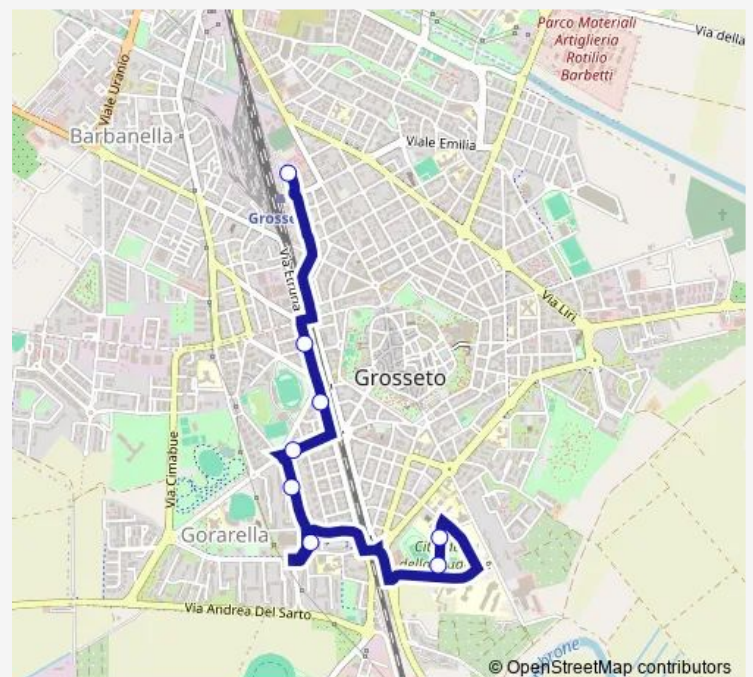 Parco Materiali
Artiglieria
Rotilio
Barbetti
Via della
Viale Uranio
Barbanella
Viale Emilia
Grosse
Via Etruria
Via Liri
Grosseto
Via Cimabue
Gorarella
Via Andrea Del Sarto
© OpenStreetMap contributors